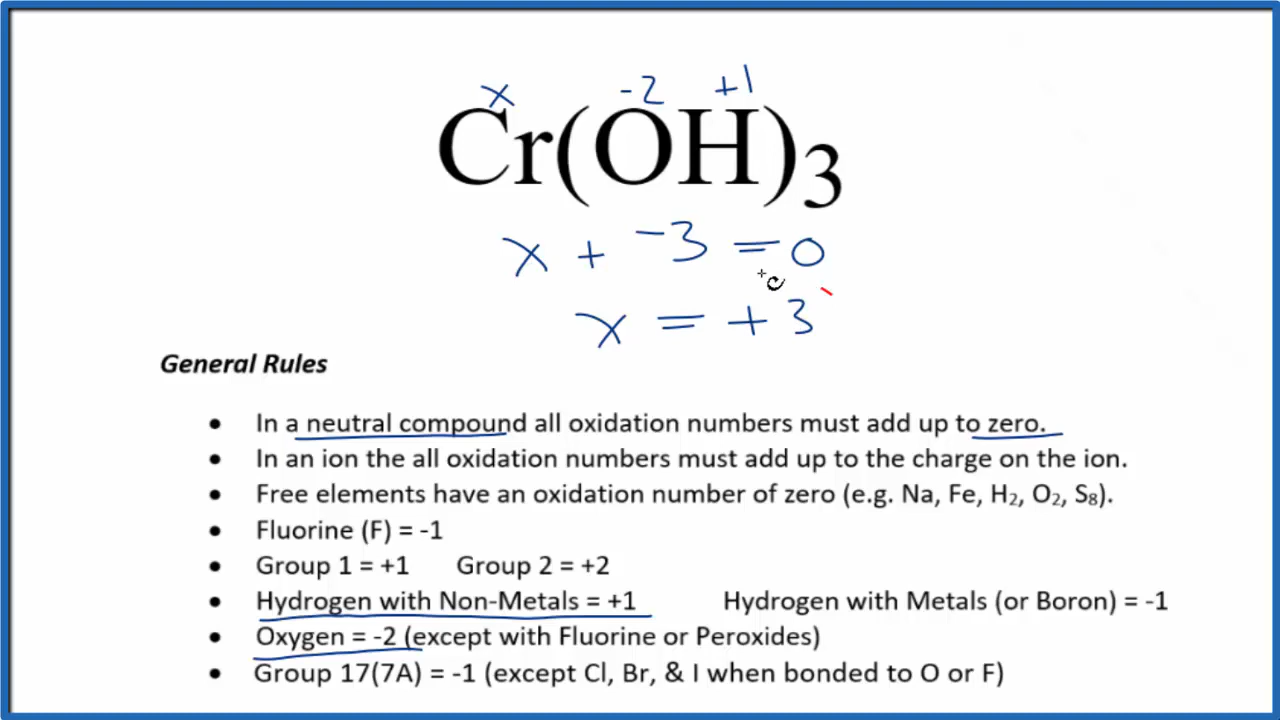 x -2 +1
Cr(OH)₃
x + -3 = 0
x = +3
General Rules
• In a neutral compound all oxidation numbers must add up to zero.
• In an ion the all oxidation numbers must add up to the charge on the ion.
• Free elements have an oxidation number of zero (e.g. Na, Fe, H₂, O₂, S₈).
• Fluorine (F) = -1
• Group 1 = +1 Group 2 = +2
• Hydrogen with Non-Metals = +1 Hydrogen with Metals (or Boron) = -1
• Oxygen = -2 (except with Fluorine or Peroxides)
• Group 17(7A) = -1 (except Cl, Br, & I when bonded to O or F)